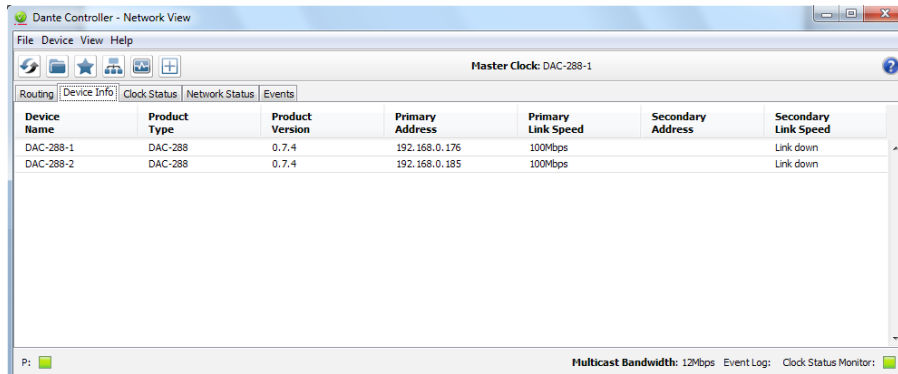 Dante Controller - Network View
File Device View Help
Master Clock: DAC-288-1
Routing Device Info Clock Status Network Status Events
Device Name Product Type Product Version Primary Address Primary Link Speed Secondary Address Secondary Link Speed
DAC-288-1 DAC-288 0.7.4 192.168.0.176 100Mbps Link down
DAC-288-2 DAC-288 0.7.4 192.168.0.185 100Mbps Link down
P: Multicast Bandwidth: 12Mbps Event Log: Clock Status Monitor: